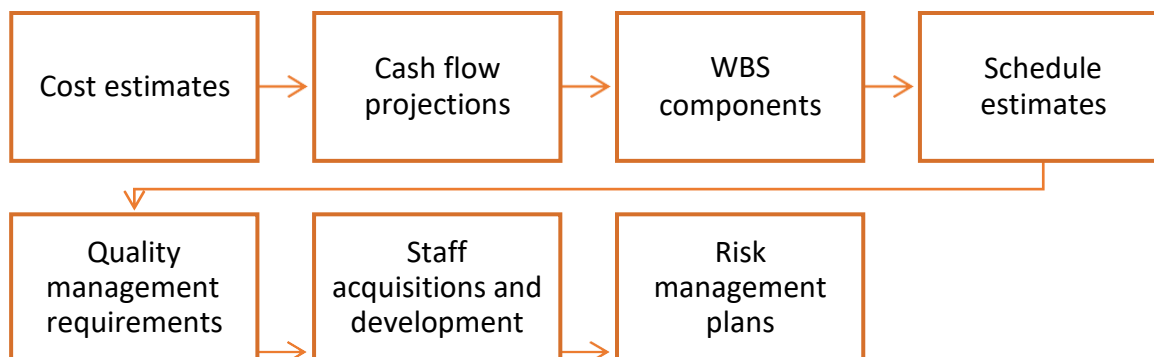 Cost estimates
Cash flow
projections
WBS
components
Schedule
estimates
Quality
management
requirements
Staff
acquisitions and
development
Risk
management
plans